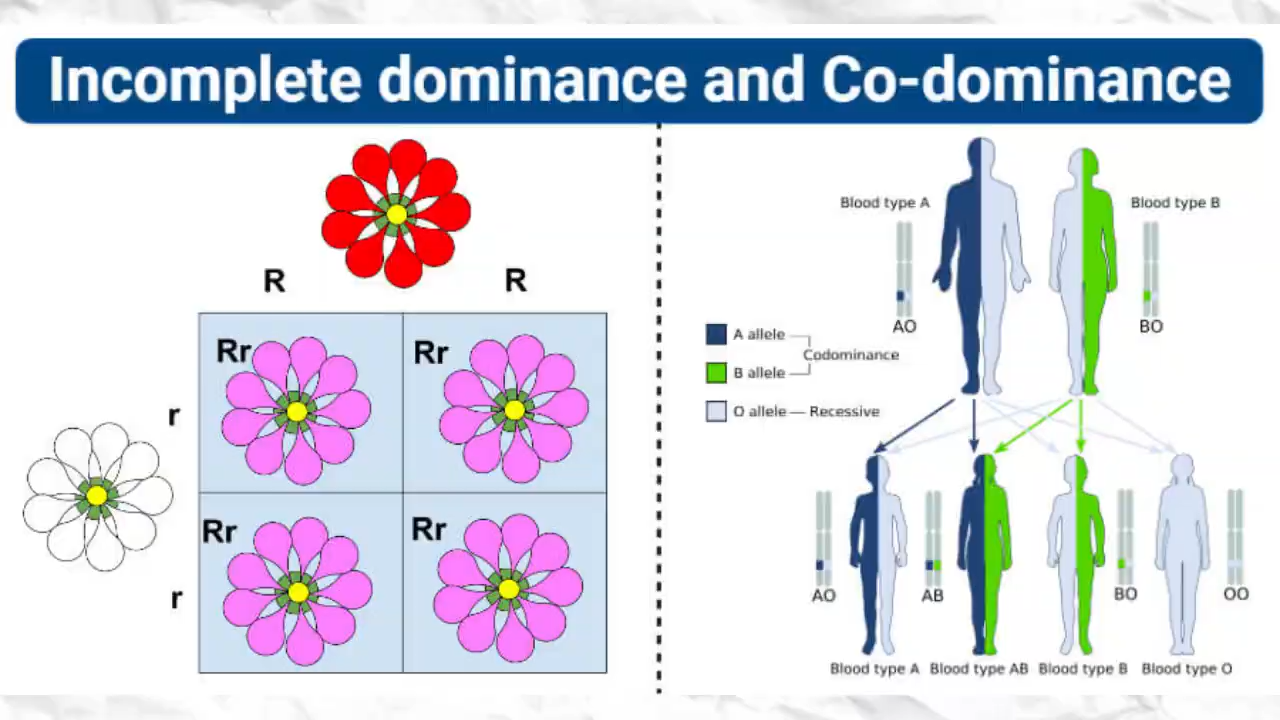 Incomplete dominance and Co-dominance
R R
Rr Rr
r
Rr Rr
r
Blood type A Blood type B
AO BO
A allele
Codominance
B allele
O allele — Recessive
AO AB BO OO
Blood type A Blood type AB Blood type B Blood type O